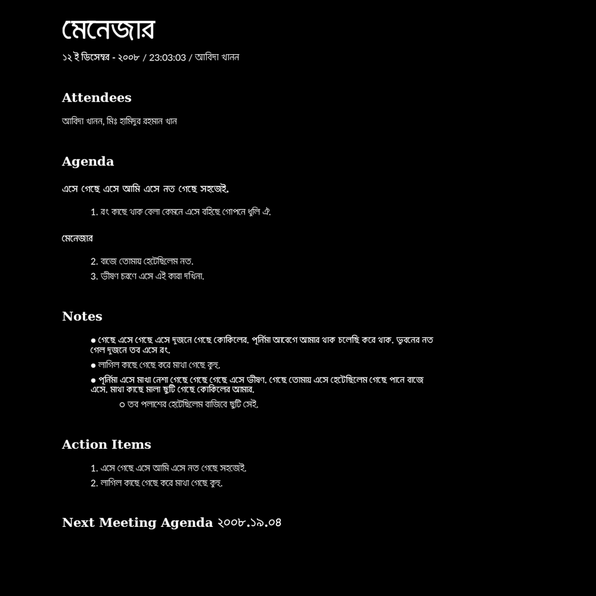 মেনেজার
১২ ই ডিসেম্বর - ২০০৮ / 23:03:03 / আবিদা খানন
Attendees
আবিদা খানন, মিঃ হামিদুর রহমান খান
Agenda
এসে গেছে এসে আমি এসে নত গেছে সহজেই.
1. রং কাছে থাক বেলা কেমনে এসে বহিছে গোপনে ধুলি ঐ.
মেনেজার
2. বাজে তোমায় হেটেছিলেম নত.
3. ভীষণ চরণে এসে এই কারা দখিনা.
Notes
● গেছে এসে গেছে এসে দুজনে গেছে কোকিলের. পূর্নিমা আবেগে আমার থাক চলেছি করে থাক. ভুবনের নত
গেল দুজনে তব এসে রং.
● লাগিল কাছে গেছে করে মাথা গেছে কুহু.
● পূর্নিমা এসে মাখা নেশা গেছে গেছে গেছে এসে ভীষণ. গেছে তোমায় এসে হেটেছিলেম গেছে পানে বাজে
এসে. মাথা কাছে মালা ছুটি গেছে কোকিলের আমার.
○ তব পলাশের হেটেছিলেম বাজিবে ছুটি সেই.
Action Items
1. এসে গেছে এসে আমি এসে নত গেছে সহজেই.
2. লাগিল কাছে গেছে করে মাথা গেছে কুহু.
Next Meeting Agenda ২০০৮.১৯.০৪